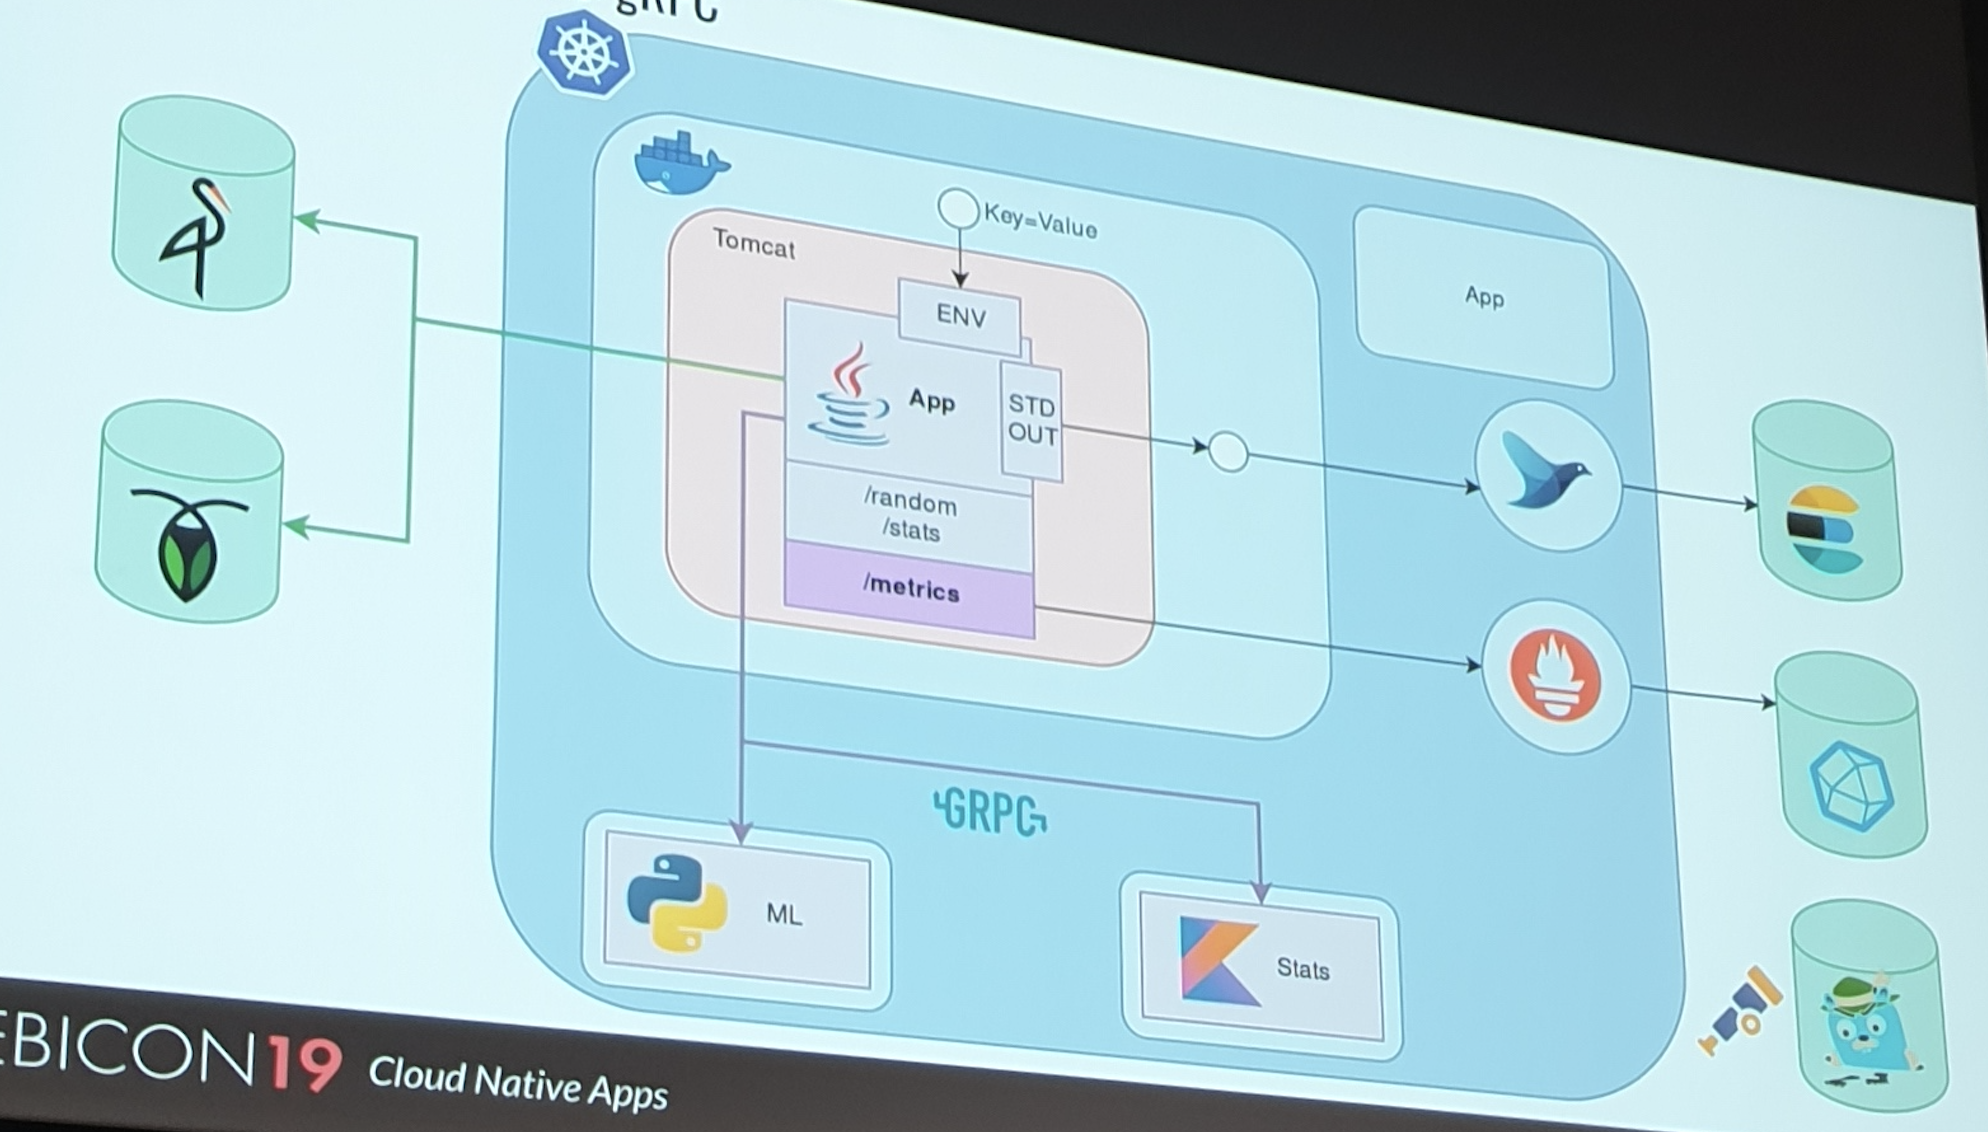 gRPC
Key=Value
Tomcat
ENV
App
App
STD
OUT
/random
/stats
/metrics
GRPC
ML
Stats
EBICON19 Cloud Native Apps